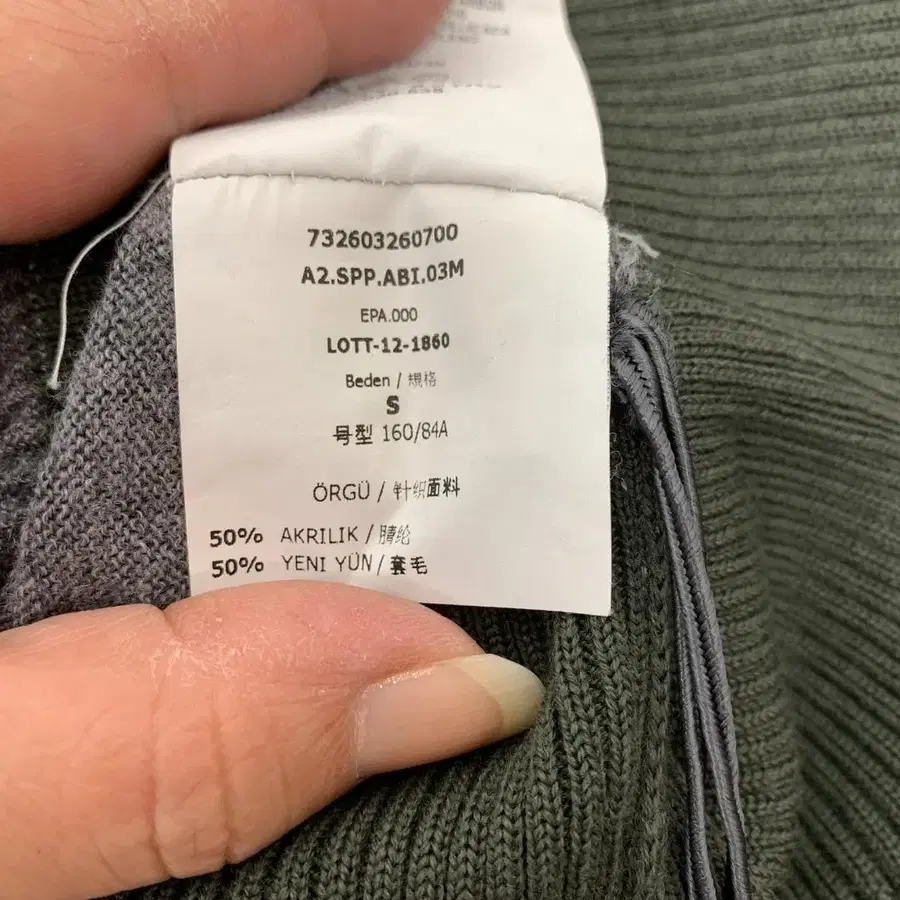 732603260700
A2.SPP.ABI.03M
EPA.000
LOTT-12-1860
Beden / 規格
S
号型 160/84A
ÖRGÜ / 针织面料
50% AKRILIK / 腈纶
50% YENI YÜN / 套毛